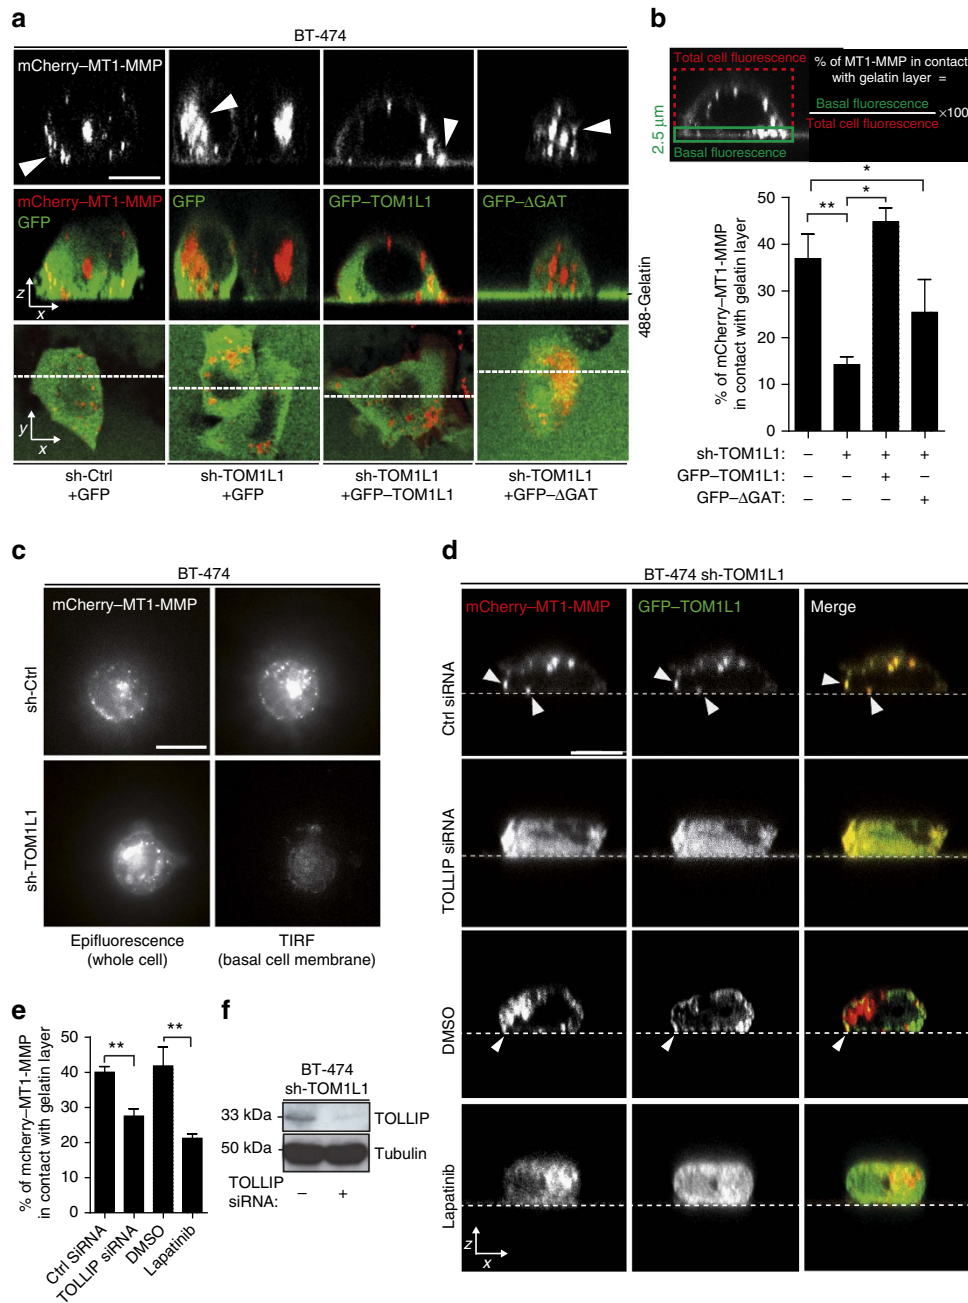 a
BT-474
mCherry–MT1-MMP
mCherry–MT1-MMP
GFP
GFP
GFP–TOM1L1
GFP–ΔGAT
z
x
488-Gelatin
y
x
sh-Ctrl
+GFP
sh-TOM1L1
+GFP
sh-TOM1L1
+GFP–TOM1L1
sh-TOM1L1
+GFP–ΔGAT
b
Total cell fluorescence
2.5 µm
Basal fluorescence
% of MT1-MMP in contact
with gelatin layer =
Basal fluorescence
Total cell fluorescence
×100
% of mCherry–MT1-MMP
in contact with gelatin layer
50
40
30
20
10
0
**
*
*
sh-TOM1L1: – + + +
GFP–TOM1L1: – – + –
GFP–ΔGAT: – – – +
c
BT-474
mCherry–MT1-MMP
sh-Ctrl
sh-TOM1L1
Epifluorescence
(whole cell)
TIRF
(basal cell membrane)
d
BT-474 sh-TOM1L1
mCherry–MT1-MMP
GFP–TOM1L1
Merge
Ctrl siRNA
TOLLIP siRNA
DMSO
Lapatinib
z
x
e
% of mcherry–MT1-MMP
in contact with gelatin layer
50
40
30
20
10
0
**
**
Ctrl SiRNA
TOLLIP siRNA
DMSO
Lapatinib
f
BT-474
sh-TOM1L1
33 kDa
TOLLIP
50 kDa
Tubulin
TOLLIP
siRNA: – +